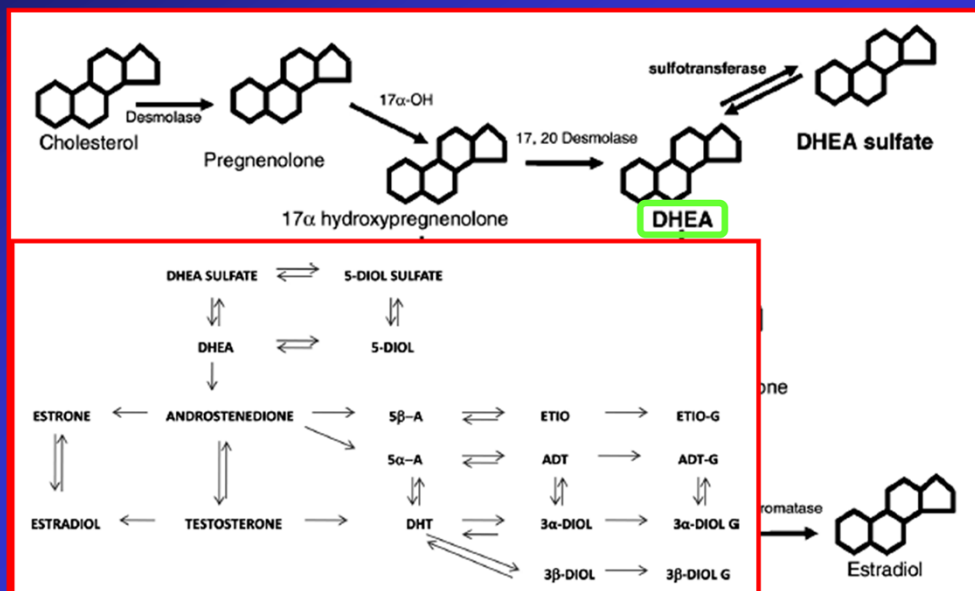 sulfotransferase
17α-OH
Desmolase
17, 20 Desmolase
Cholesterol
Pregnenolone
DHEA sulfate
17α hydroxypregnenolone
DHEA
DHEA SULFATE 5-DIOL SULFATE
DHEA 5-DIOL
ESTRONE ANDROSTENEDIONE 5β-A ETIO ETIO-G
5α-A ADT ADT-G
ESTRADIOL TESTOSTERONE DHT 3α-DIOL 3α-DIOL G
3β-DIOL 3β-DIOL G
one
romatase
Estradiol